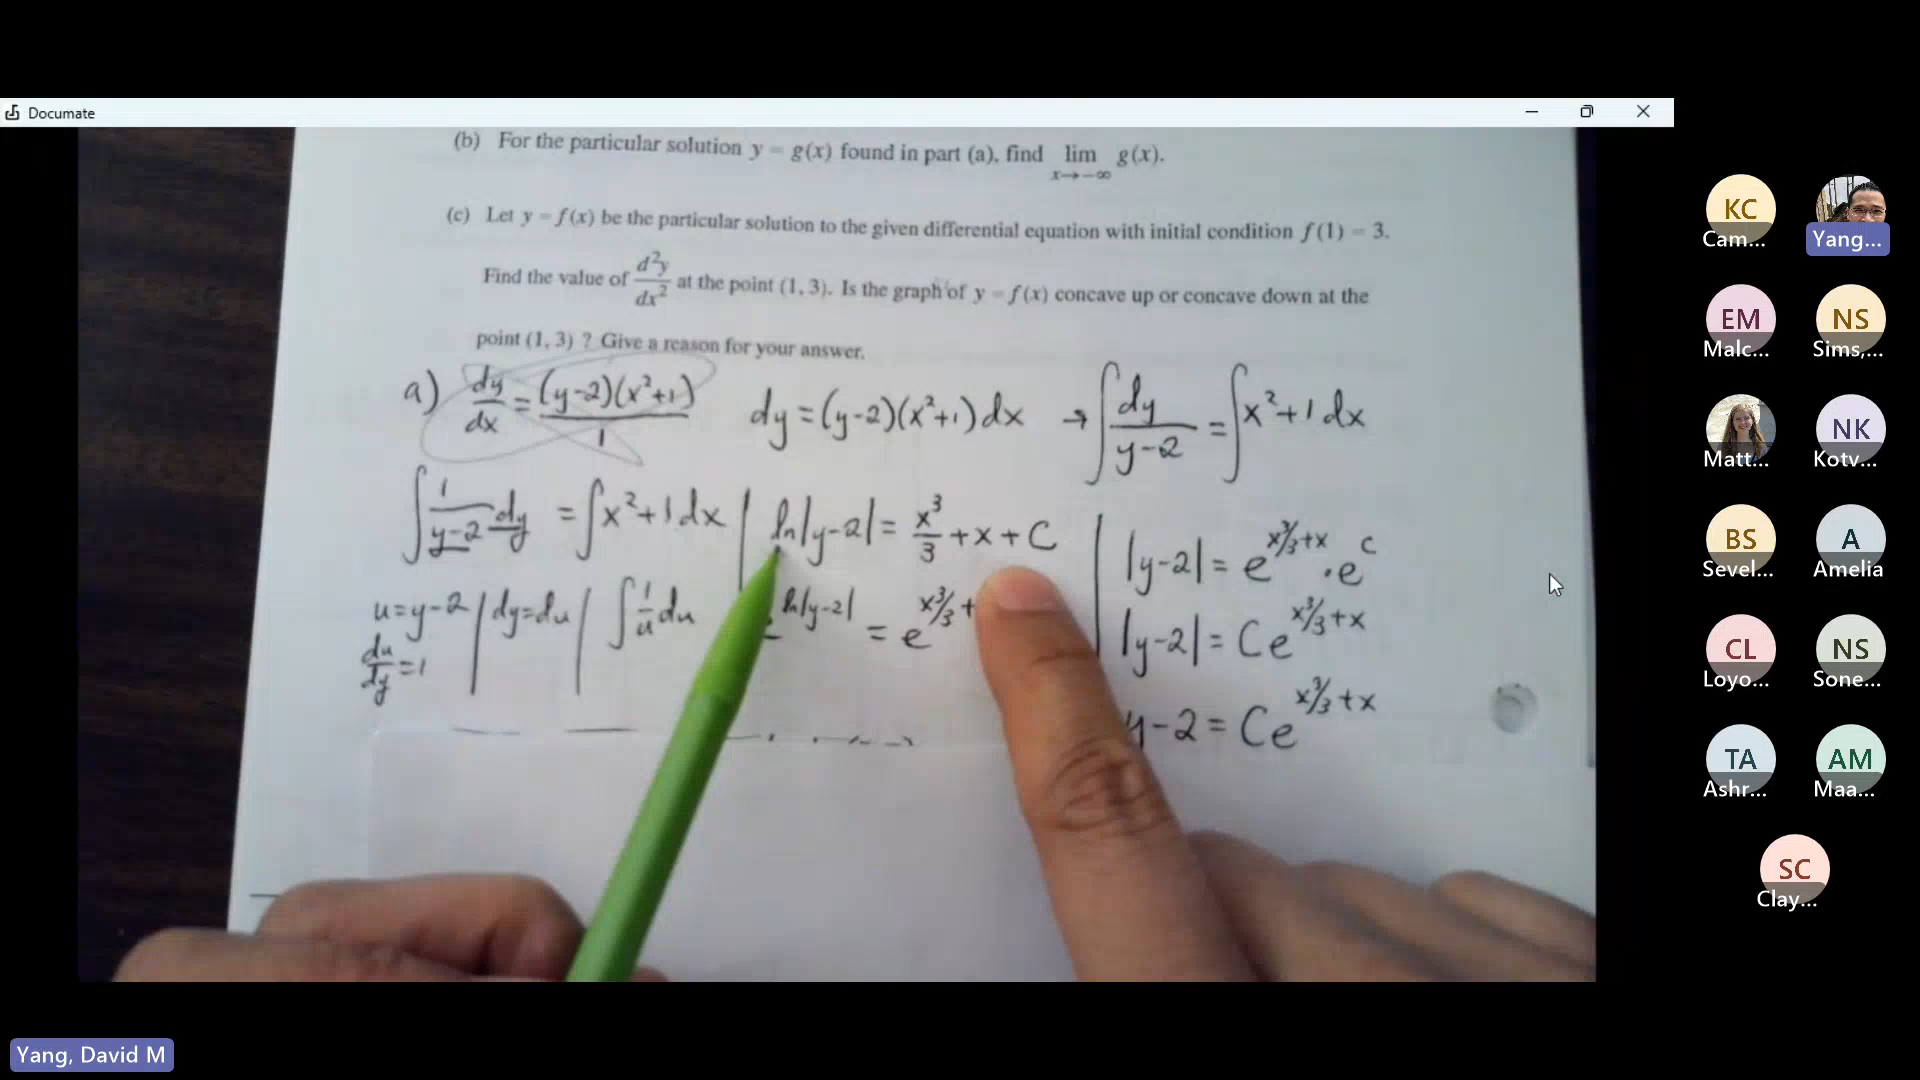 Documate
(b) For the particular solution y = g(x) found in part (a), find lim g(x).
x→-∞
(c) Let y = f(x) be the particular solution to the given differential equation with initial condition f(1) = 3.
Find the value of d²y/dx² at the point (1, 3). Is the graph of y = f(x) concave up or concave down at the
point (1, 3) ? Give a reason for your answer.
a) dy/dx = (y-2)(x²+1)/1 dy = (y-2)(x²+1)dx → ∫ dy/(y-2) = ∫ x²+1 dx
∫ 1/(y-2) dy = ∫ x²+1 dx | ln|y-2| = x³/3 + x + C | |y-2| = e^(x³/3+x) · e^C
u=y-2 | dy=du | ∫ 1/u du ln|y-2| = e^(x³/3 + |y-2| = Ce^(x³/3+x)
du/dy = 1
y-2 = Ce^(x³/3+x)
KC
Cam...
Yang...
EM
Malc...
NS
Sims,...
Matt...
NK
Kotv...
BS
Sevel...
A
Amelia
CL
Loyo...
NS
Sone...
TA
Ashr...
AM
Maa...
SC
Clay...
Yang, David M